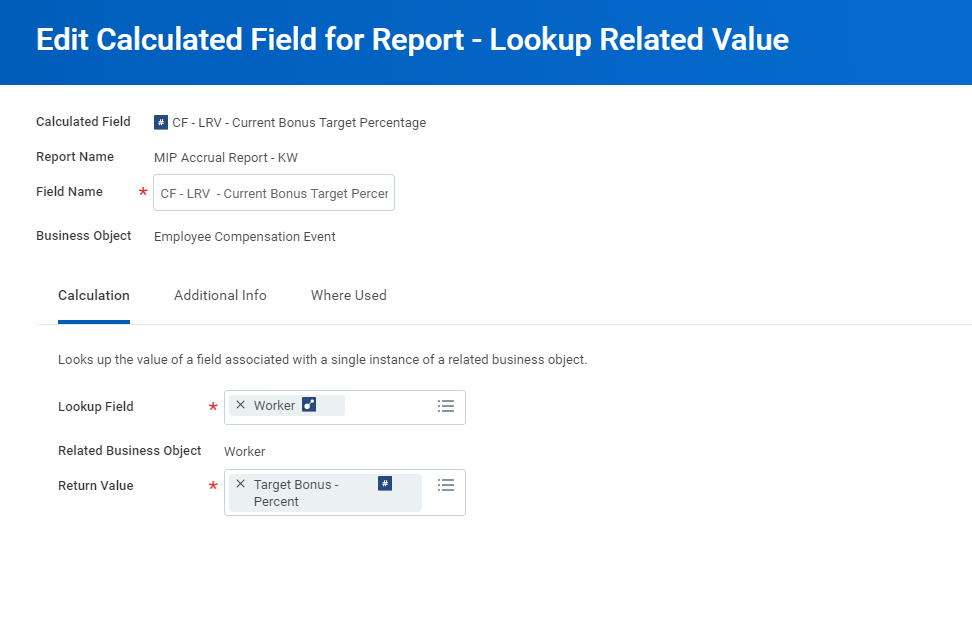 Edit Calculated Field for Report - Lookup Related Value
Calculated Field # CF - LRV - Current Bonus Target Percentage
Report Name MIP Accrual Report - KW
Field Name * CF - LRV  - Current Bonus Target Percer
Business Object Employee Compensation Event
Calculation Additional Info Where Used
Looks up the value of a field associated with a single instance of a related business object.
Lookup Field * × Worker
Related Business Object Worker
Return Value * × Target Bonus - #
Percent